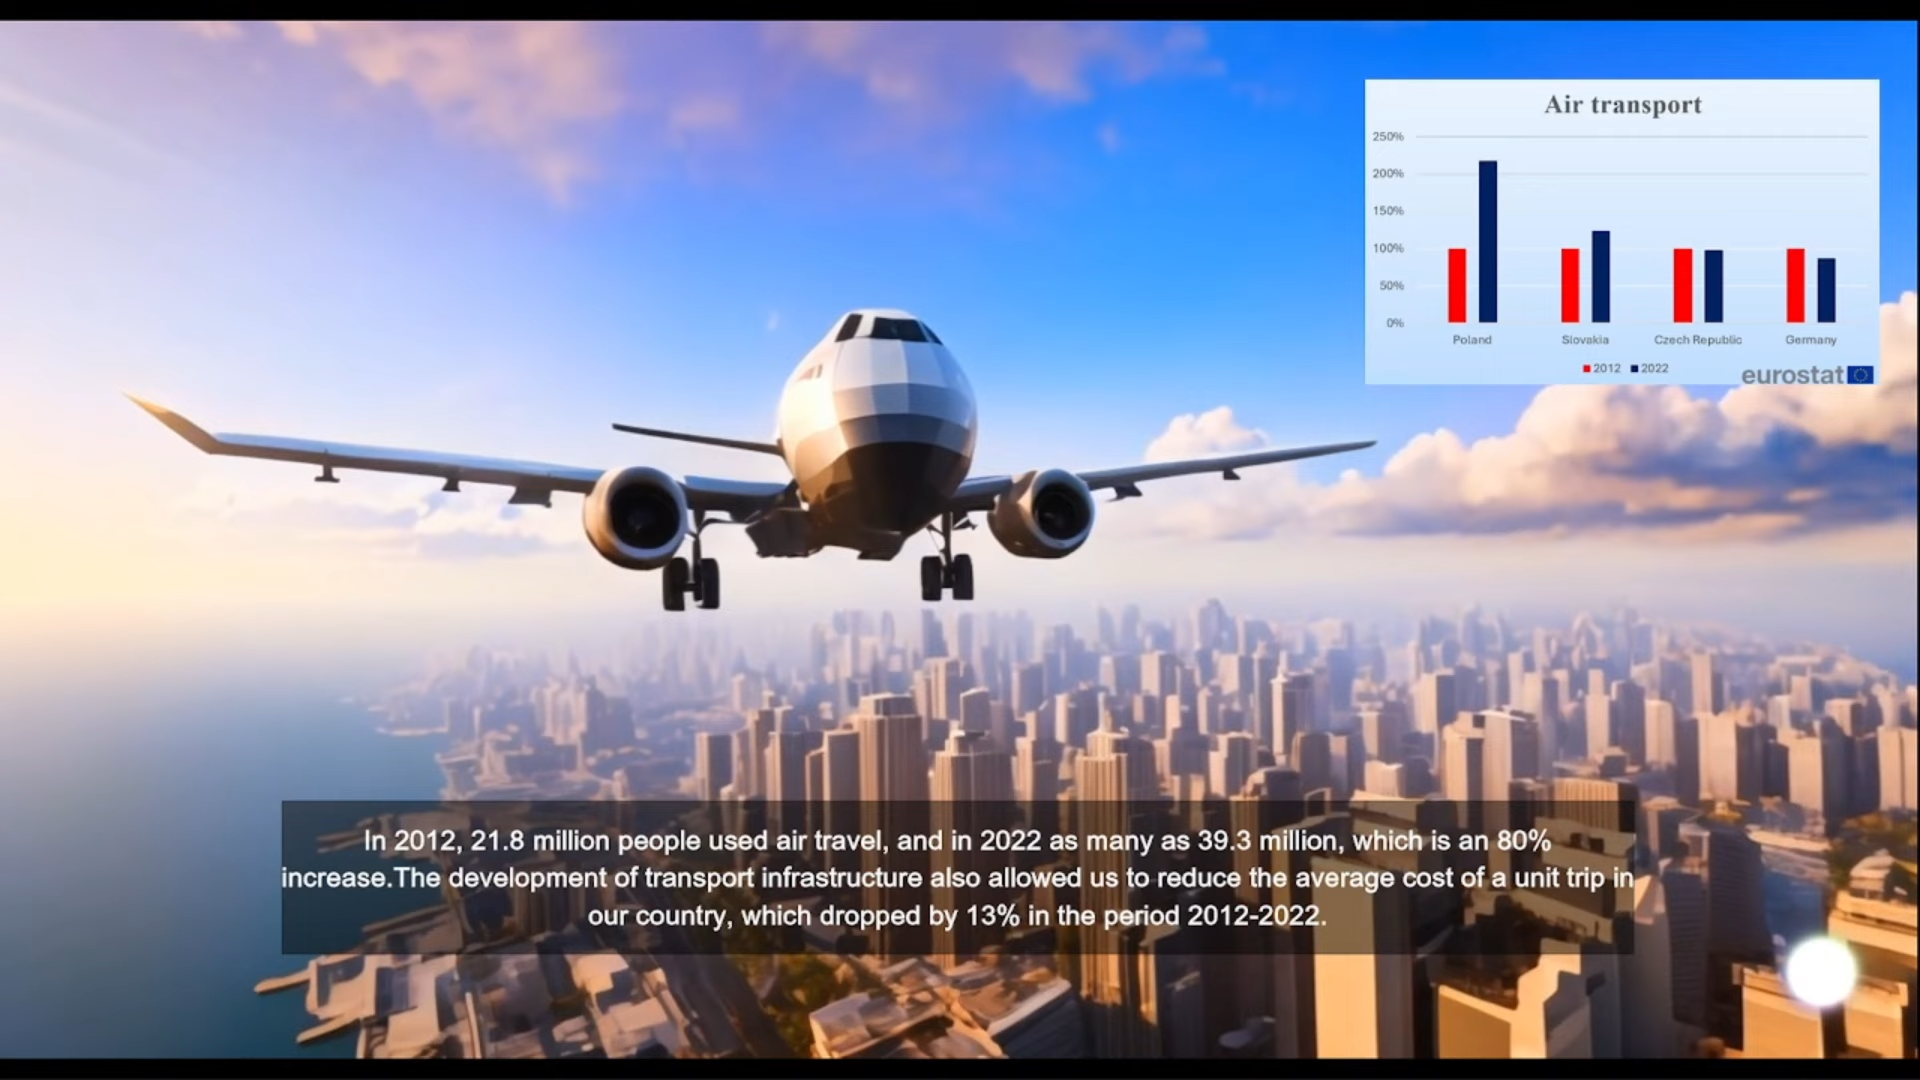 Air transport
250%
200%
150%
100%
50%
0%
Poland Slovakia Czech Republic Germany
2012 2022
eurostat
In 2012, 21.8 million people used air travel, and in 2022 as many as 39.3 million, which is an 80%
increase.The development of transport infrastructure also allowed us to reduce the average cost of a unit trip in
our country, which dropped by 13% in the period 2012-2022.